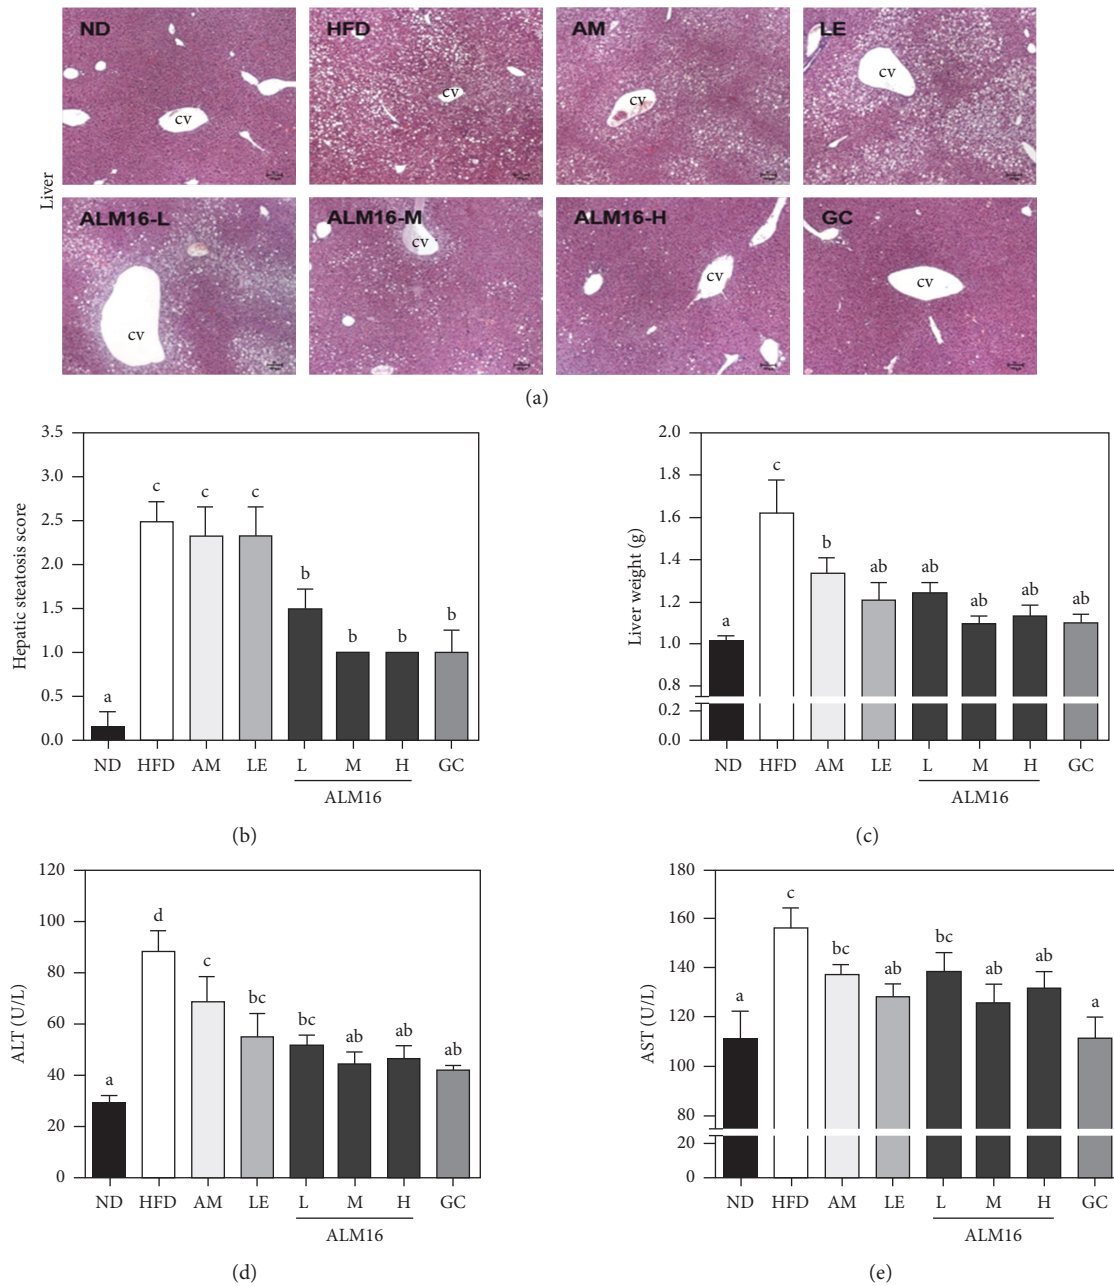 ND HFD AM LE
cv cv cv cv
Liver
ALM16-L ALM16-M ALM16-H GC
cv cv cv cv
(a)
3.5
3.0
2.5
2.0
1.5
1.0
0.5
0.0
Hepatic steatosis score
a c c c b b b b
ND HFD AM LE L M H GC
ALM16
(b)
2.0
1.8
1.6
1.4
1.2
1.0
0.8
0.2
0.0
Liver weight (g)
a c b ab ab ab ab ab
ND HFD AM LE L M H GC
ALM16
(c)
120
100
80
60
40
20
0
ALT (U/L)
a d c bc bc ab ab ab
ND HFD AM LE L M H GC
ALM16
(d)
180
160
140
120
100
80
20
0
AST (U/L)
a c bc ab bc ab ab a
ND HFD AM LE L M H GC
ALM16
(e)